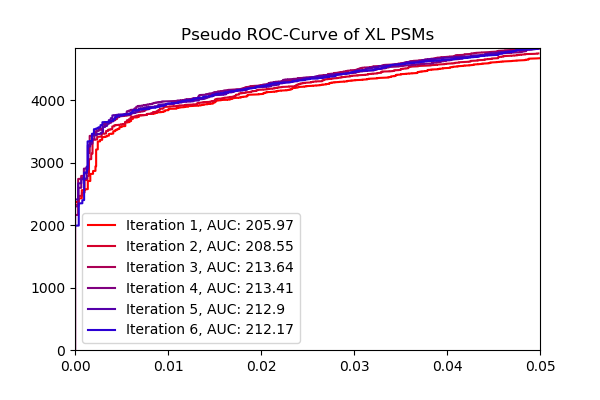 Pseudo ROC-Curve of XL PSMs
4000
3000
2000
1000
0
Iteration 1, AUC: 205.97
Iteration 2, AUC: 208.55
Iteration 3, AUC: 213.64
Iteration 4, AUC: 213.41
Iteration 5, AUC: 212.9
Iteration 6, AUC: 212.17
0.00 0.01 0.02 0.03 0.04 0.05